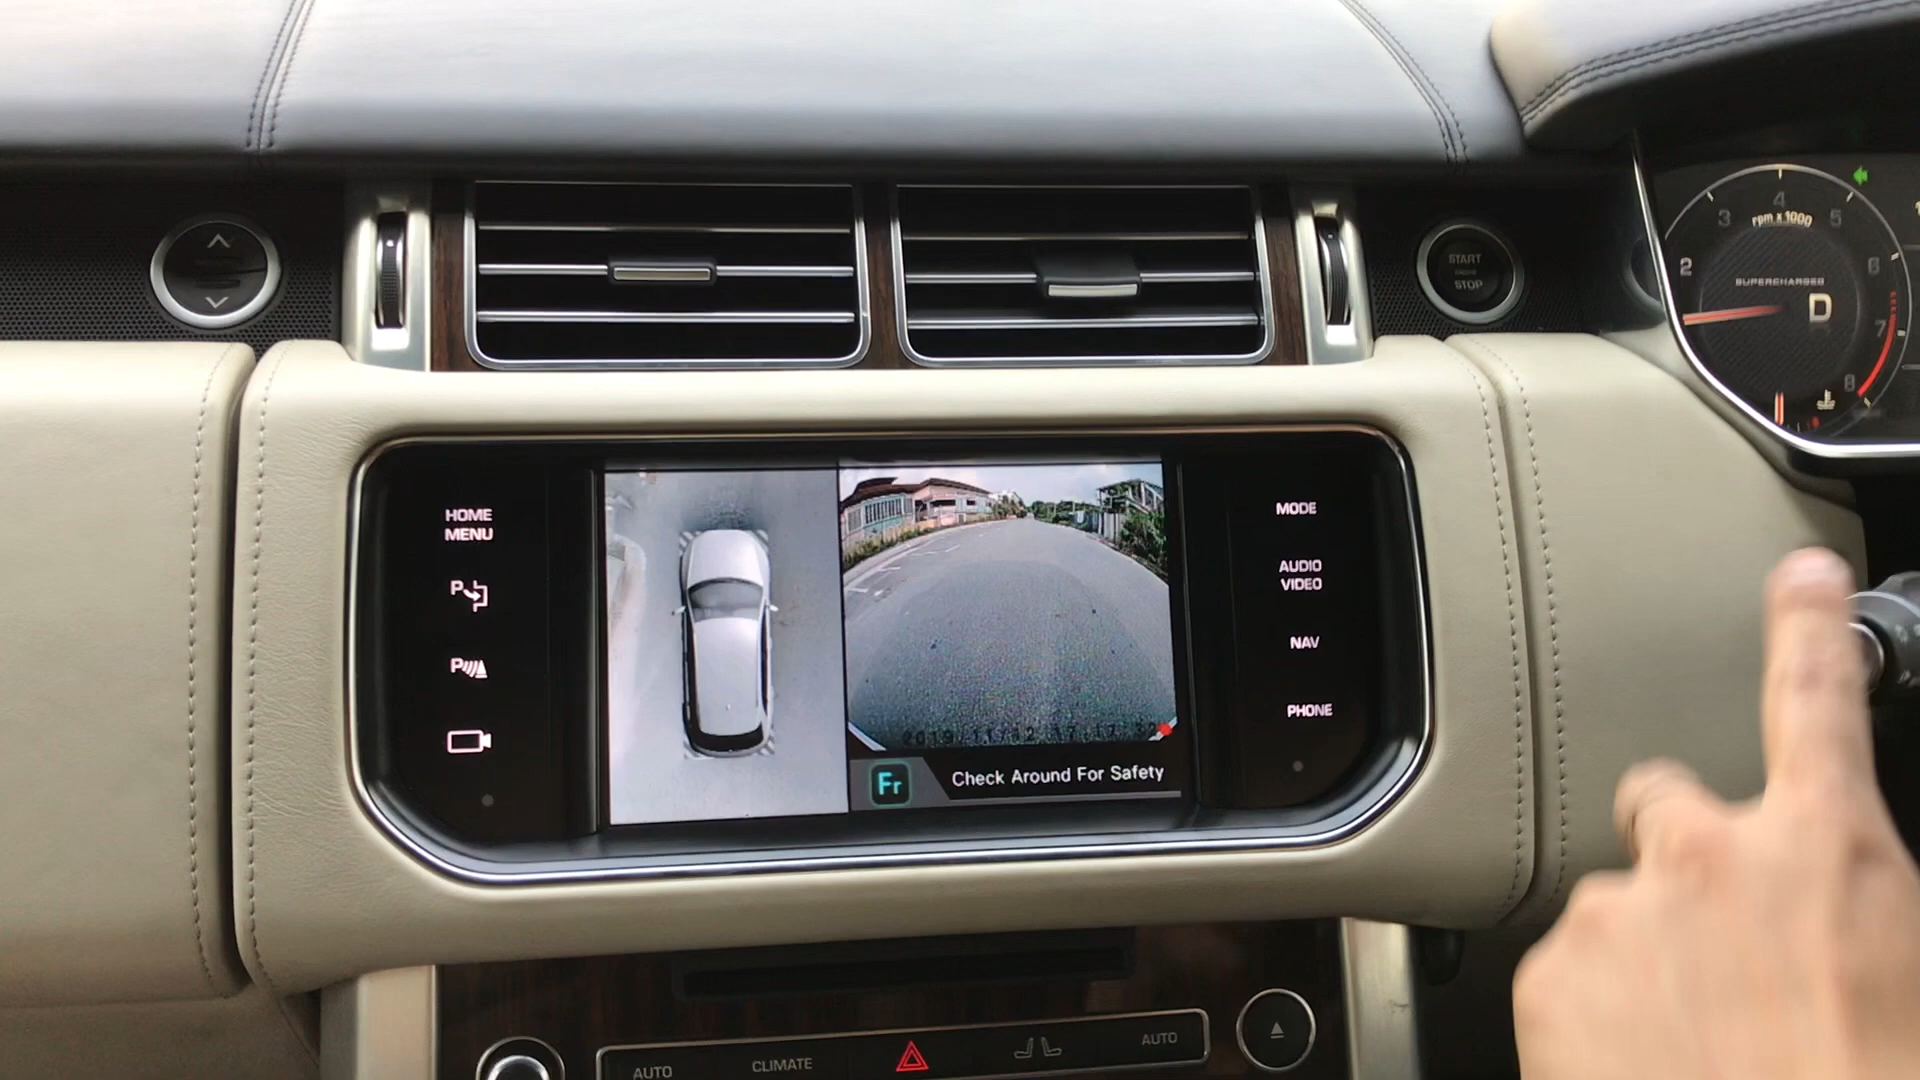 START
STOP
2
3
4
5
6
7
8
rpm x 1000
SUPERCHARGED
D
HOME
MENU
P
P
MODE
AUDIO
VIDEO
NAV
PHONE
Fr
Check Around For Safety
AUTO
CLIMATE
AUTO